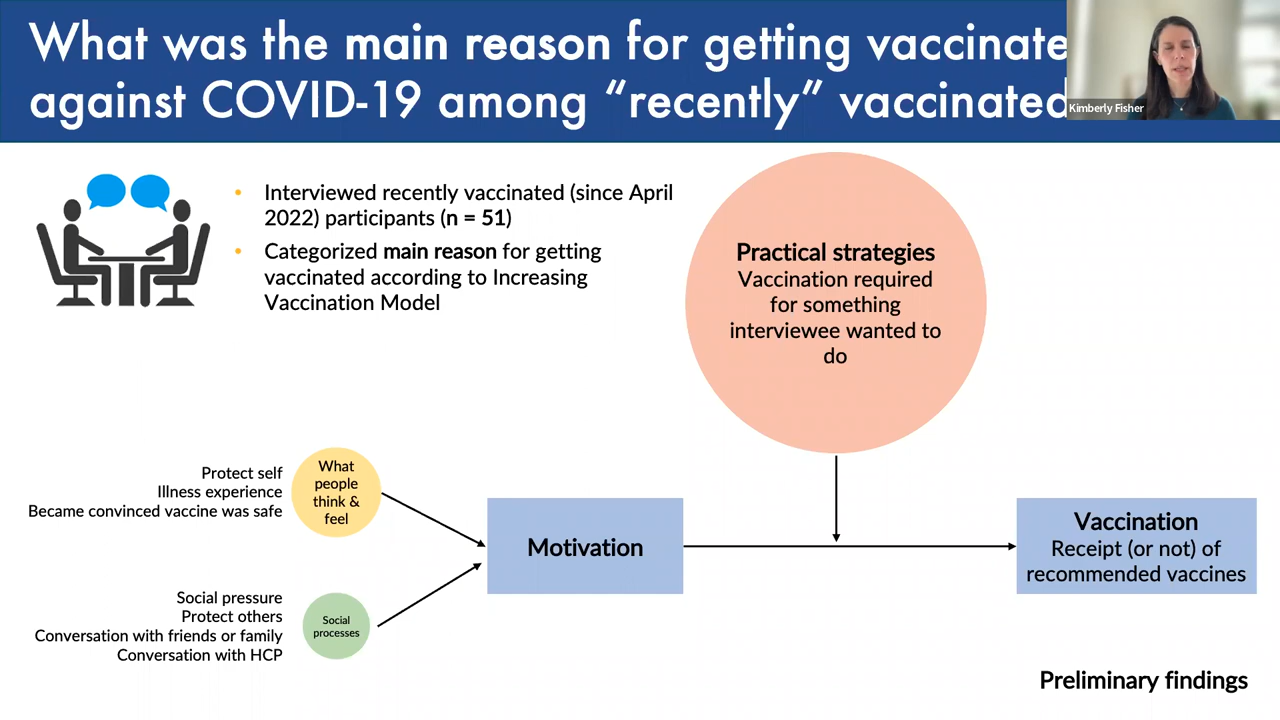 What was the main reason for getting vaccinate
against COVID-19 among “recently” vaccinated
Kimberly Fisher
• Interviewed recently vaccinated (since April
2022) participants (n = 51)
• Categorized main reason for getting
vaccinated according to Increasing
Vaccination Model
Practical strategies
Vaccination required
for something
interviewee wanted to
do
Protect self
Illness experience
Became convinced vaccine was safe
What
people
think &
feel
Motivation
Vaccination
Receipt (or not) of
recommended vaccines
Social pressure
Protect others
Conversation with friends or family
Conversation with HCP
Social
processes
Preliminary findings